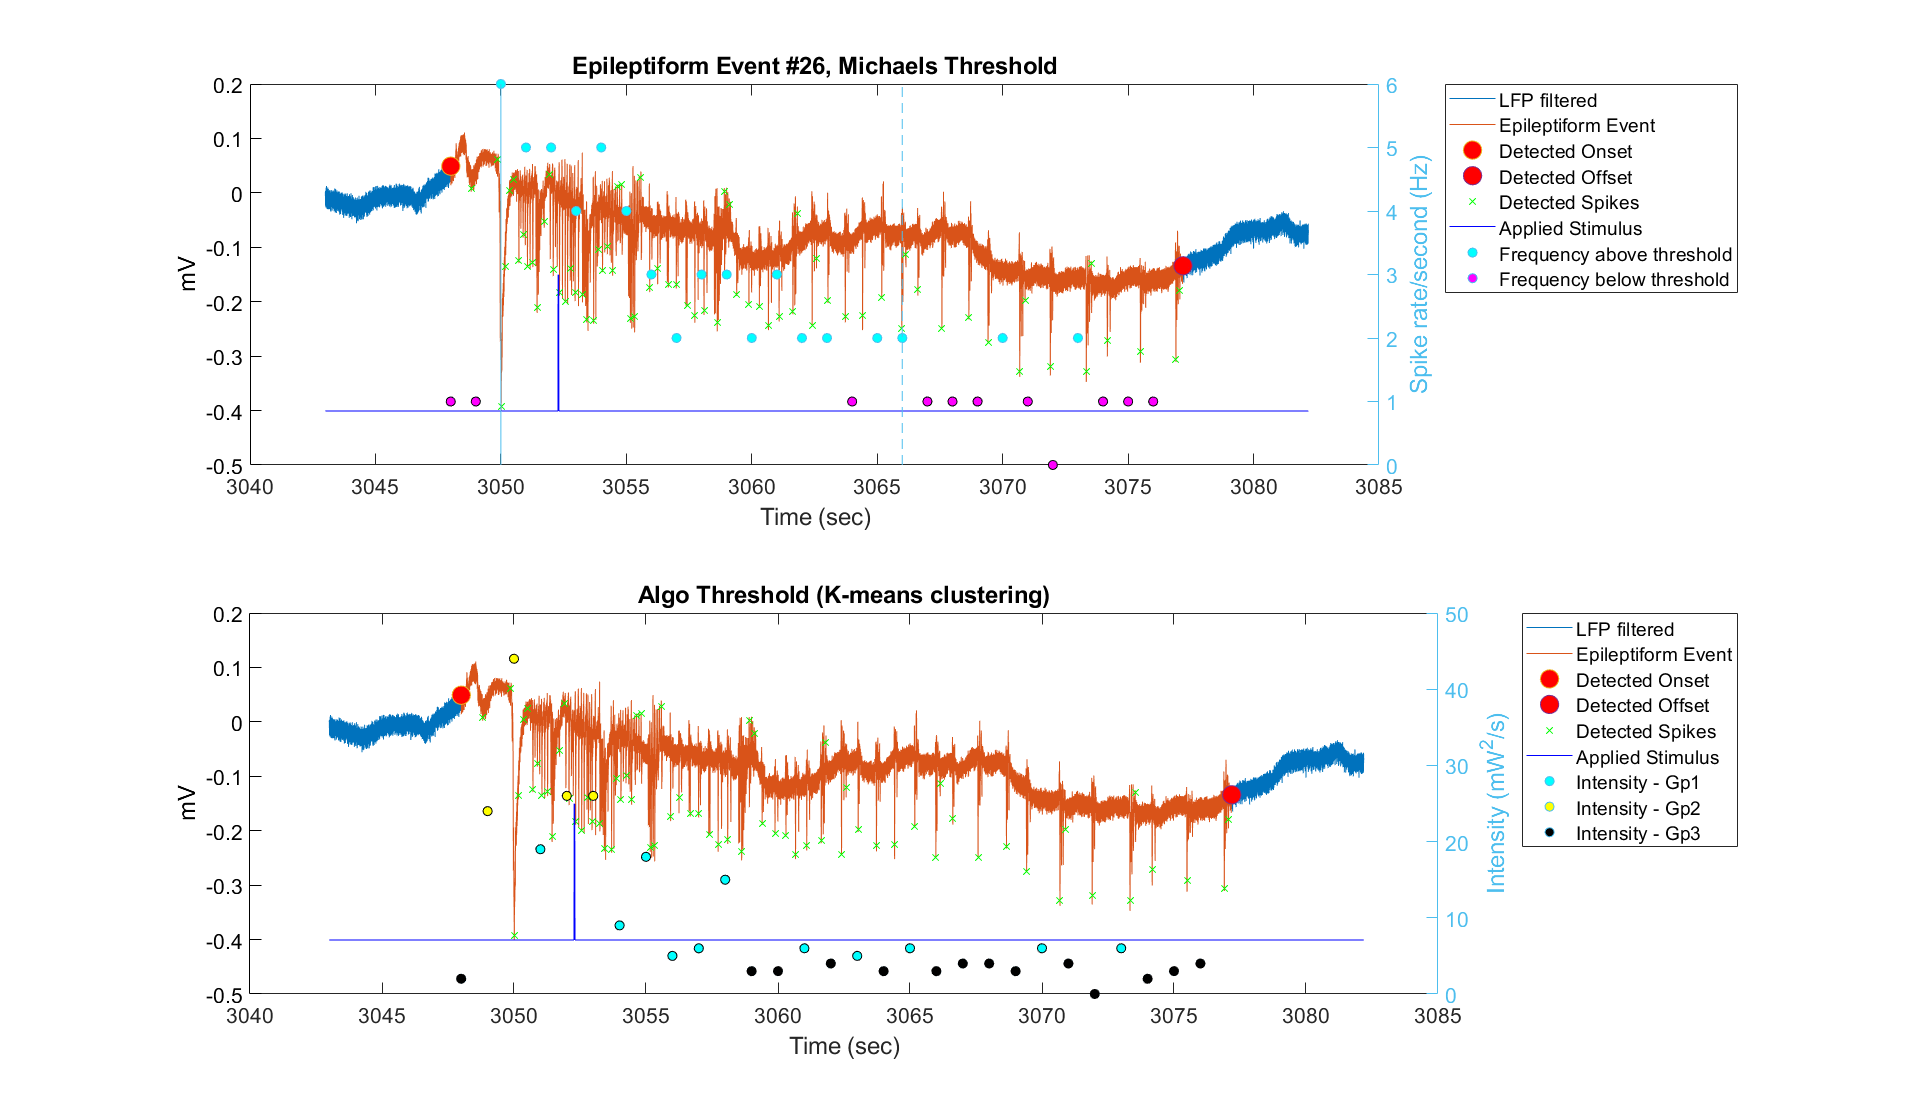 Epileptiform Event #26, Michaels Threshold
0.2
0.1
0
-0.1
-0.2
-0.3
-0.4
-0.5
mV
3040
3045
3050
3055
3060
3065
3070
3075
3080
3085
Time (sec)
6
5
4
3
2
1
0
Spike rate/second (Hz)
LFP filtered
Epileptiform Event
Detected Onset
Detected Offset
Detected Spikes
Applied Stimulus
Frequency above threshold
Frequency below threshold
Algo Threshold (K-means clustering)
0.2
0.1
0
-0.1
-0.2
-0.3
-0.4
-0.5
mV
3040
3045
3050
3055
3060
3065
3070
3075
3080
3085
Time (sec)
50
40
30
20
10
0
Intensity (mW²/s)
LFP filtered
Epileptiform Event
Detected Onset
Detected Offset
Detected Spikes
Applied Stimulus
Intensity - Gp1
Intensity - Gp2
Intensity - Gp3